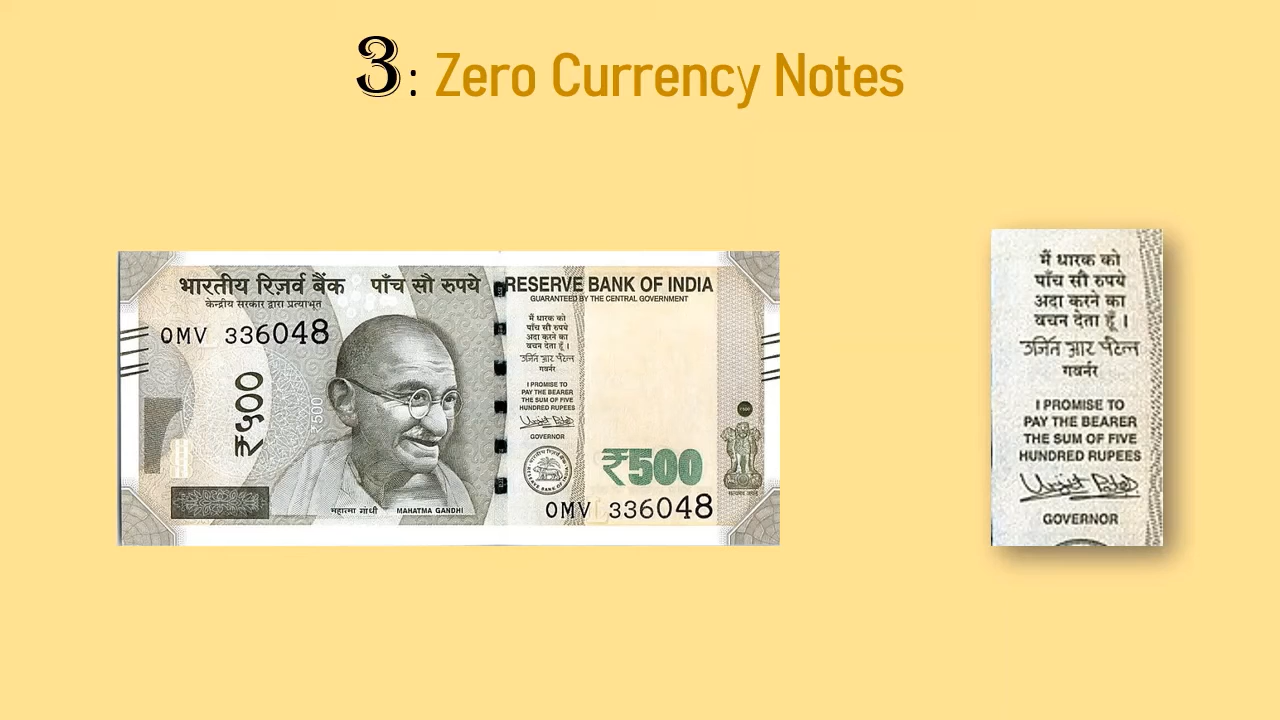 3: Zero Currency Notes
भारतीय रिज़र्व बैंक
केन्द्रीय सरकार द्वारा प्रत्याभूत
पाँच सौ रुपये
RESERVE BANK OF INDIA
GUARANTEED BY THE CENTRAL GOVERNMENT
0MV 336048
₹५००
₹500
महात्मा गांधी
MAHATMA GANDHI
मैं धारक को
पाँच सौ रुपये
अदा करने का
वचन देता हूँ ।
उर्जित आर पटेल
गवर्नर
I PROMISE TO
PAY THE BEARER
THE SUM OF FIVE
HUNDRED RUPEES
GOVERNOR
₹500
0MV 336048
मैं धारक को
पाँच सौ रुपये
अदा करने का
वचन देता हूँ ।
उर्जित आर पटेल
गवर्नर
I PROMISE TO
PAY THE BEARER
THE SUM OF FIVE
HUNDRED RUPEES
GOVERNOR